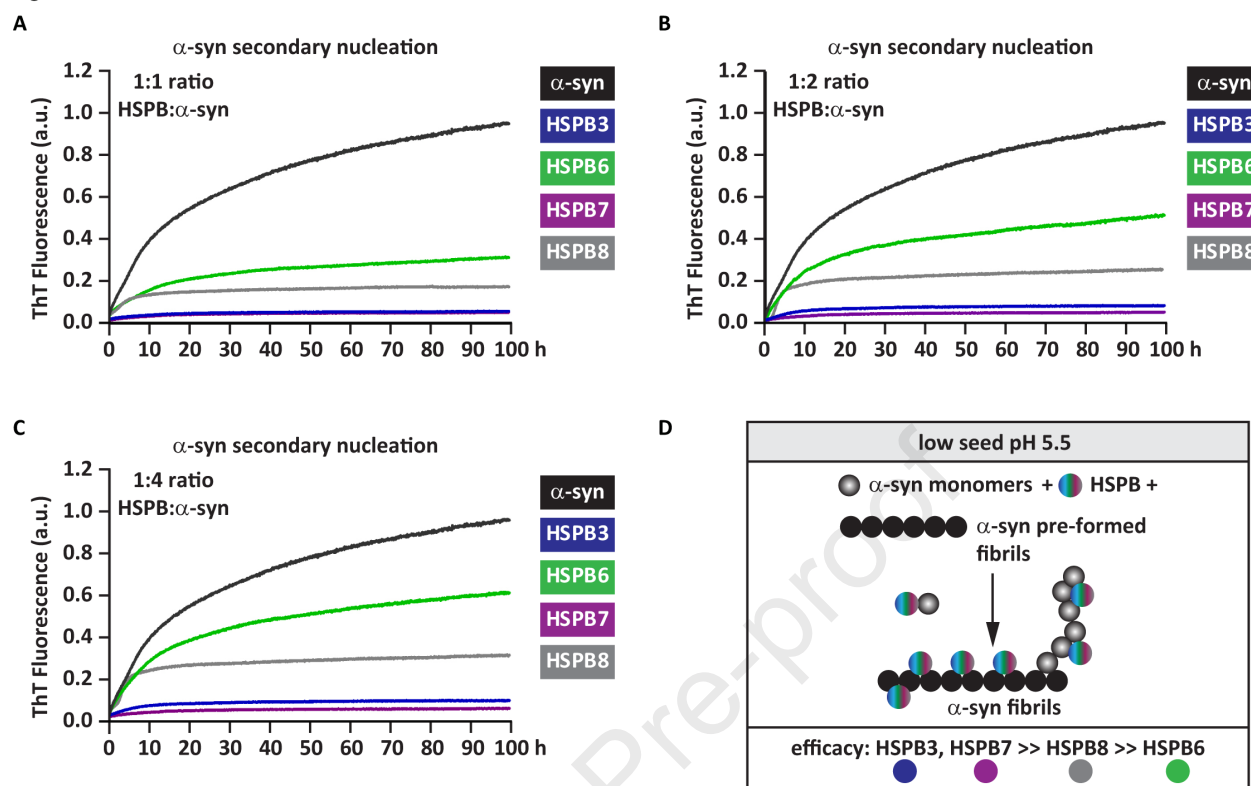 A
α-syn secondary nucleation
1:1 ratio
HSPB:α-syn
ThT Fluorescence (a.u.)
1.2
1.0
0.8
0.6
0.4
0.2
0.0
0 10 20 30 40 50 60 70 80 90 100 h
α-syn
HSPB3
HSPB6
HSPB7
HSPB8
B
α-syn secondary nucleation
1:2 ratio
HSPB:α-syn
ThT Fluorescence (a.u.)
1.2
1.0
0.8
0.6
0.4
0.2
0.0
0 10 20 30 40 50 60 70 80 90 100 h
α-syn
HSPB3
HSPB6
HSPB7
HSPB8
C
α-syn secondary nucleation
1:4 ratio
HSPB:α-syn
ThT Fluorescence (a.u.)
1.2
1.0
0.8
0.6
0.4
0.2
0.0
0 10 20 30 40 50 60 70 80 90 100 h
α-syn
HSPB3
HSPB6
HSPB7
HSPB8
D
low seed pH 5.5
α-syn monomers + HSPB +
α-syn pre-formed
fibrils
α-syn fibrils
efficacy: HSPB3, HSPB7 >> HSPB8 >> HSPB6
Pre-proof